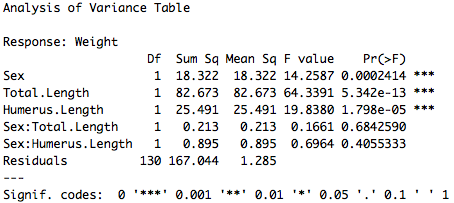 Analysis of Variance Table
Response: Weight
Df Sum Sq Mean Sq F value Pr(>F)
Sex 1 18.322 18.322 14.2587 0.0002414 ***
Total.Length 1 82.673 82.673 64.3391 5.342e-13 ***
Humerus.Length 1 25.491 25.491 19.8380 1.798e-05 ***
Sex:Total.Length 1 0.213 0.213 0.1661 0.6842590
Sex:Humerus.Length 1 0.895 0.895 0.6964 0.4055333
Residuals 130 167.044 1.285
---
Signif. codes: 0 '***' 0.001 '**' 0.01 '*' 0.05 '.' 0.1 ' ' 1